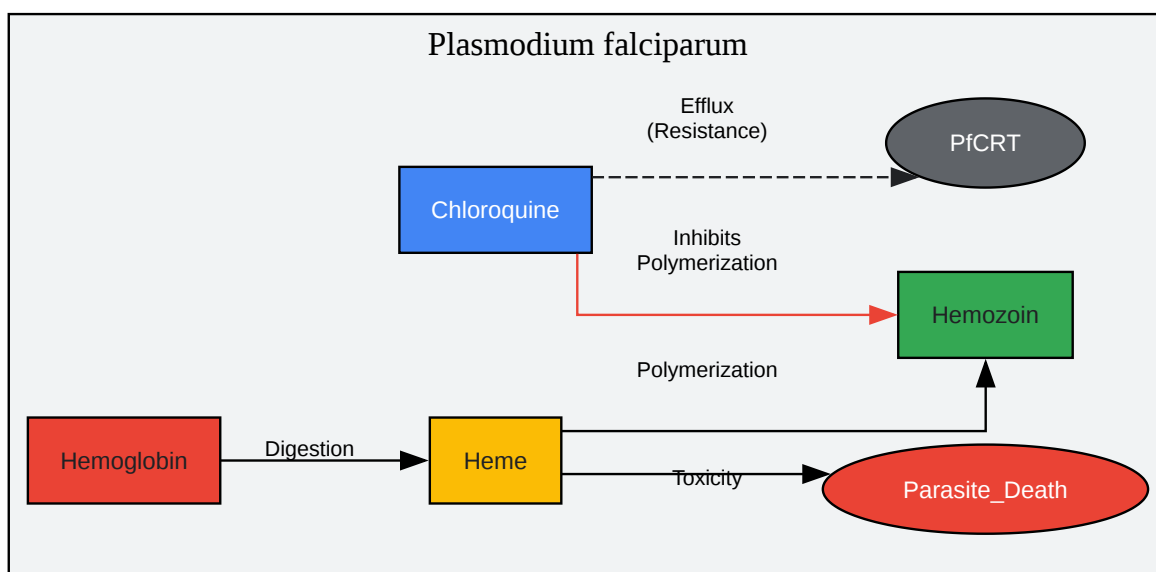 Plasmodium falciparum
Efflux
(Resistance)
PfCRT
Chloroquine
Inhibits
Polymerization
Hemozoin
Polymerization
Hemoglobin
Digestion
Heme
Toxicity
Parasite_Death